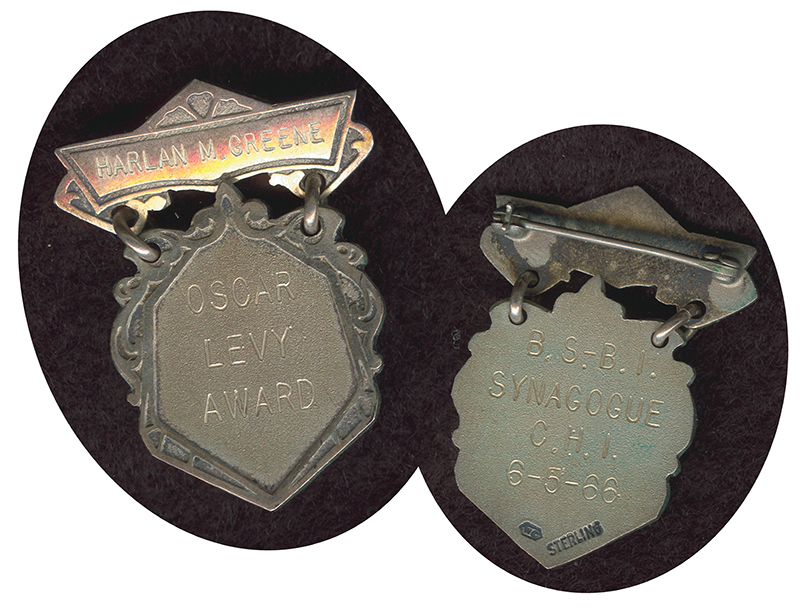 HARLAN M. GREENE
OSCAR
LEVY
AWARD
B.S.-B.I.
SYNAGOGUE
C.H.I.
6-5-66
STERLING